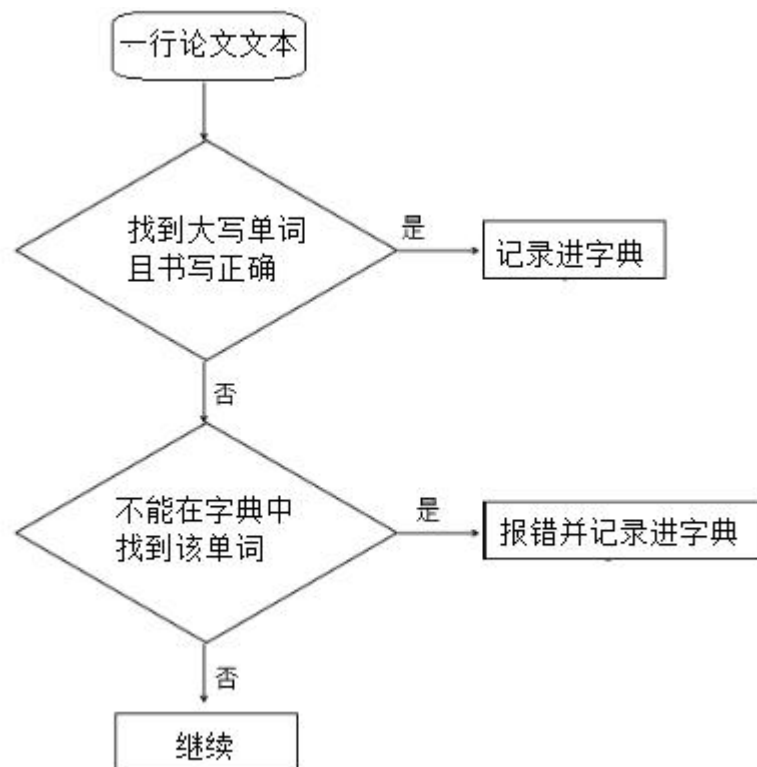 一行论文文本
找到大写单词
且书写正确
是
记录进字典
否
不能在字典中
找到该单词
是
报错并记录进字典
否
继续